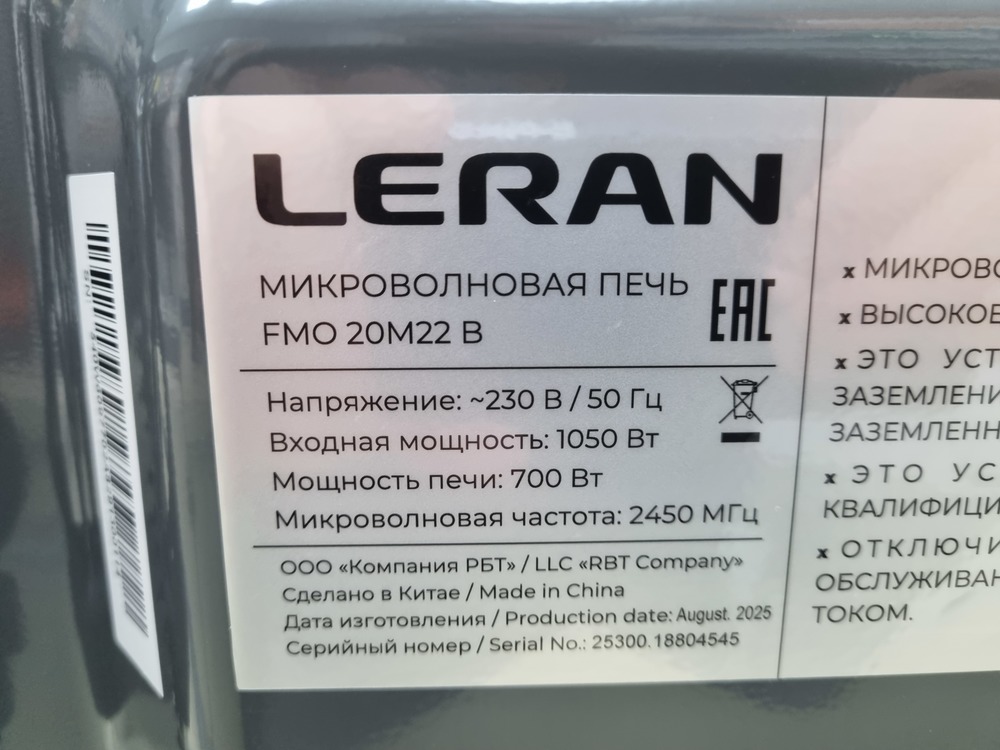 LERAN
МИКРОВОЛНОВАЯ ПЕЧЬ
FMO 20M22 B
EAC
Напряжение: ~230 В / 50 Гц
Входная мощность: 1050 Вт
Мощность печи: 700 Вт
Микроволновая частота: 2450 МГц
ООО «Компания РБТ» / LLC «RBT Company»
Сделано в Китае / Made in China
Дата изготовления / Production date: August. 2025
Серийный номер / Serial No.: 25300.18804545
x МИКРОВО
x ВЫСОКОВ
x ЭТО УСТ
ЗАЗЕМЛЕНИ
ЗАЗЕМЛЕНН
x ЭТО УС
КВАЛИФИЦИ
x ОТКЛЮЧИ
ОБСЛУЖИВАН
ТОКОМ.
SN